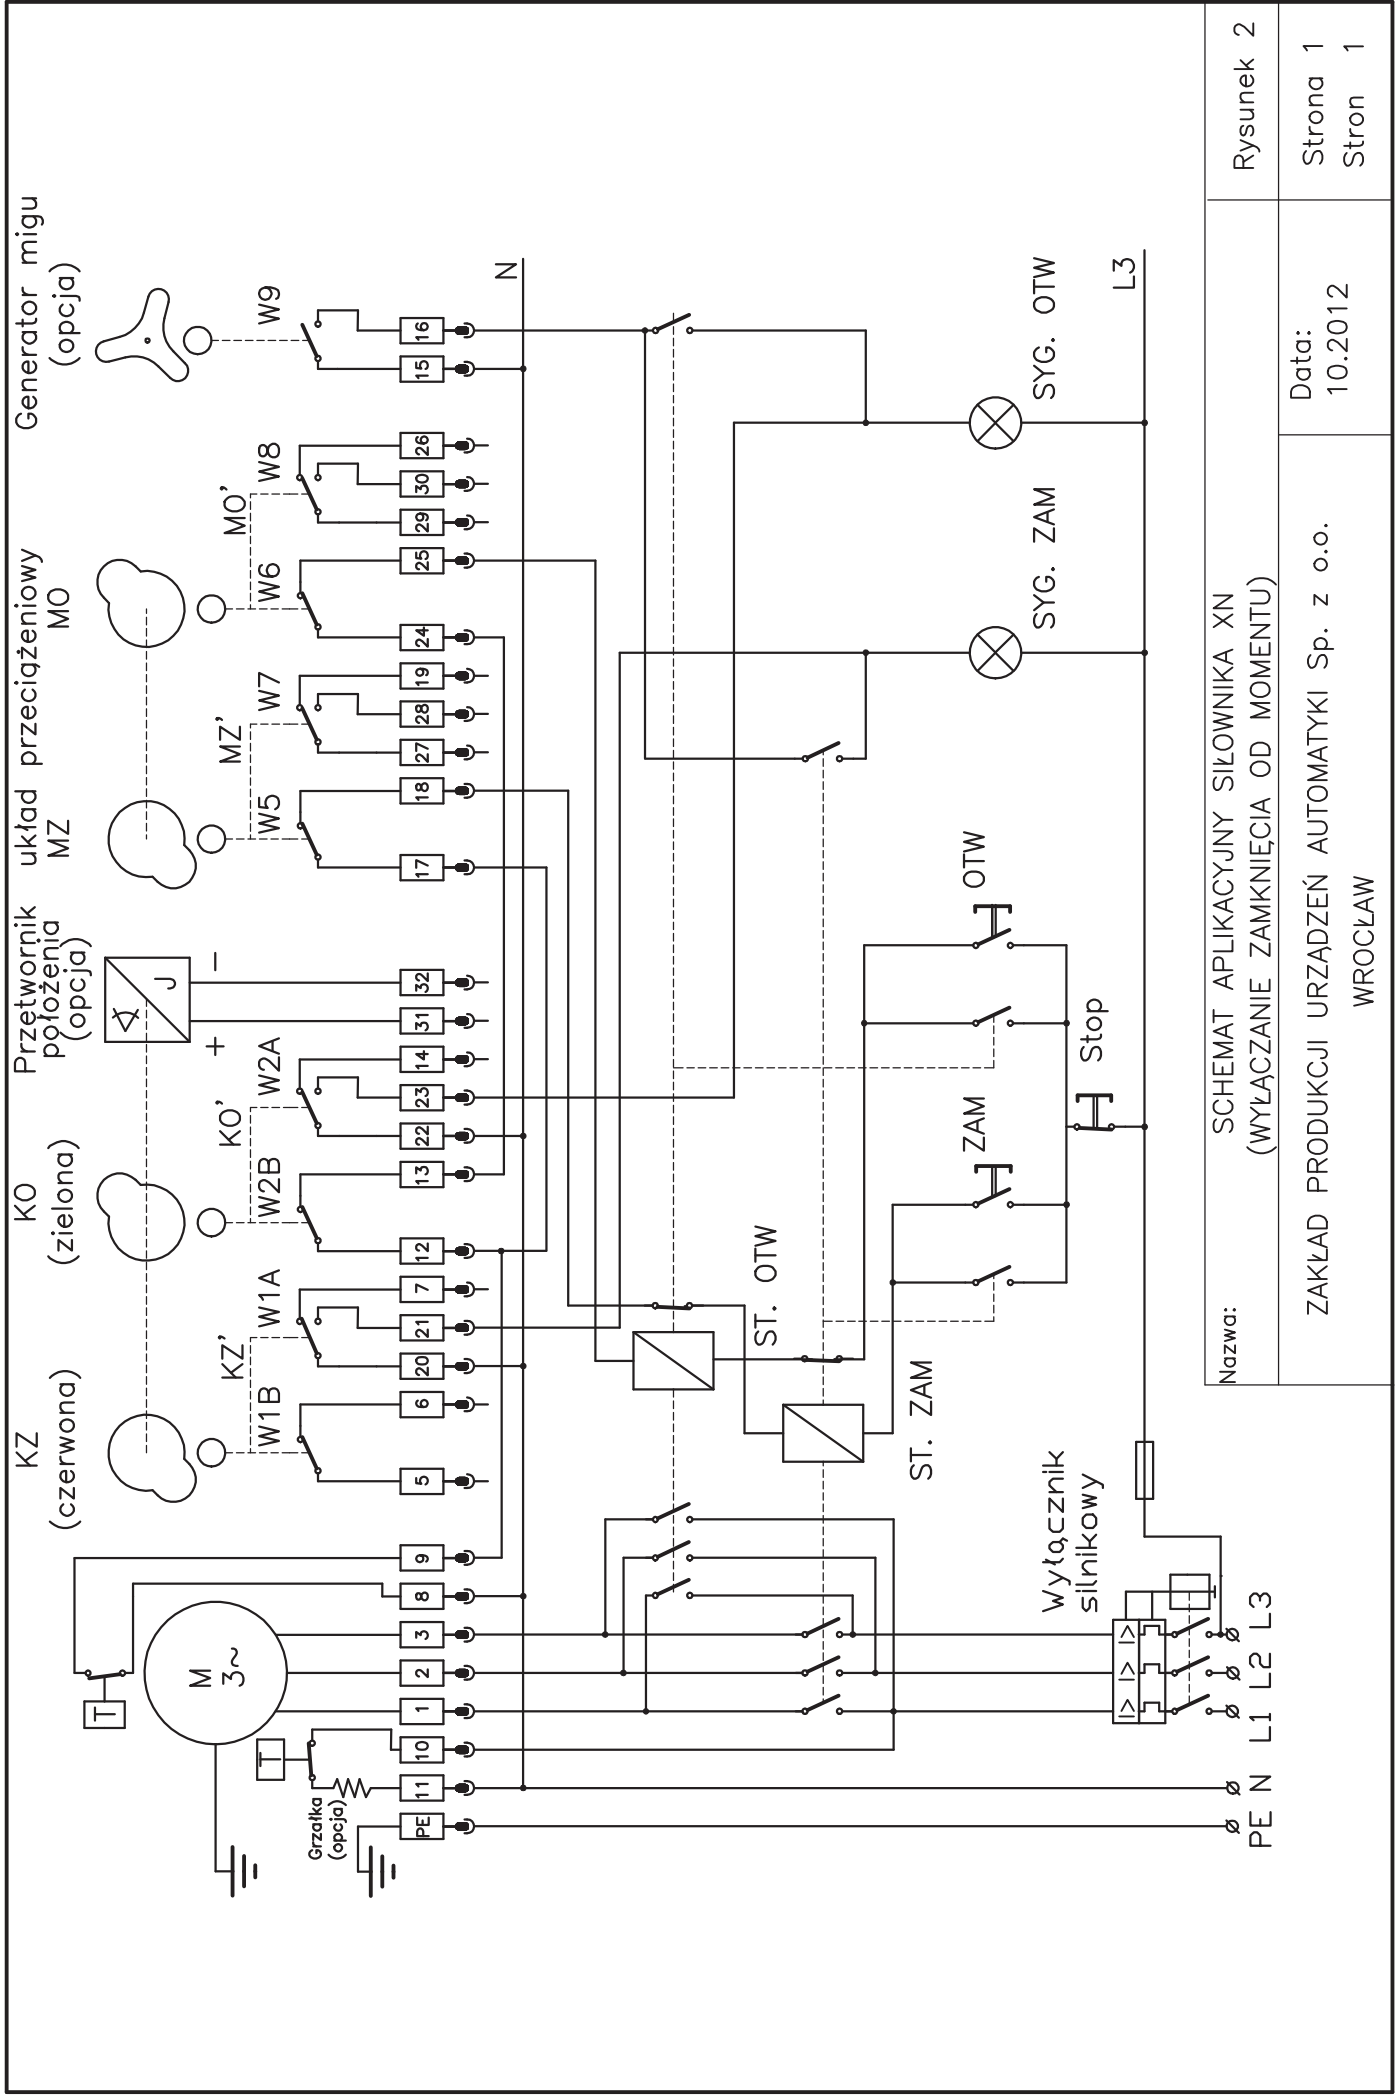 KZ
(czerwona)
KO
(zielona)
Przetwornik
położenia
(opcja)
układ przeciążeniowy
MZ
MO
Generator migu
(opcja)
J
+
−
KZ'
KO'
MZ'
MO'
T
M
3~
T
W1B
W1A
W2B
W2A
W5
W7
W6
W8
W9
Grzałka
(opcja)
PE
11
10
1
2
3
8
9
5
6
20
21
7
12
13
22
23
14
31
32
17
18
27
28
19
24
25
29
30
26
15
16
N
ST. OTW
ST. ZAM
ZAM
OTW
Stop
SYG. ZAM
SYG. OTW
L3
Wyłącznik
silnikowy
I>
I>
I>
PE
N
L1
L2
L3
Nazwa:
SCHEMAT APLIKACYJNY SIŁOWNIKA XN
(WYŁĄCZANIE ZAMKNIĘCIA OD MOMENTU)
Rysunek 2
ZAKŁAD PRODUKCJI URZĄDZEŃ AUTOMATYKI Sp. z o.o.
WROCŁAW
Data:
10.2012
Strona 1
Stron 1